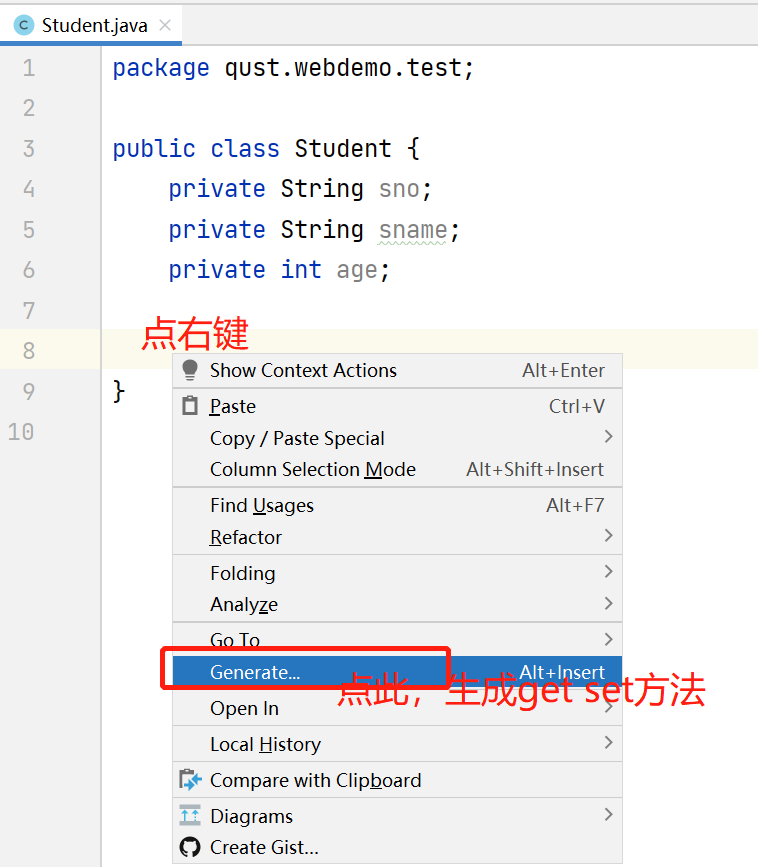 Student.java
1 package qust.webdemo.test;
2
3 public class Student {
4 private String sno;
5 private String sname;
6 private int age;
7
点右键
8
Show Context Actions Alt+Enter
9 }
Paste Ctrl+V
10
Copy / Paste Special
Column Selection Mode Alt+Shift+Insert
Find Usages Alt+F7
Refactor
Folding
Analyze
Go To
Generate... Alt+Insert
点此，生成get set方法
Open In
Local History
Compare with Clipboard
Diagrams
Create Gist...